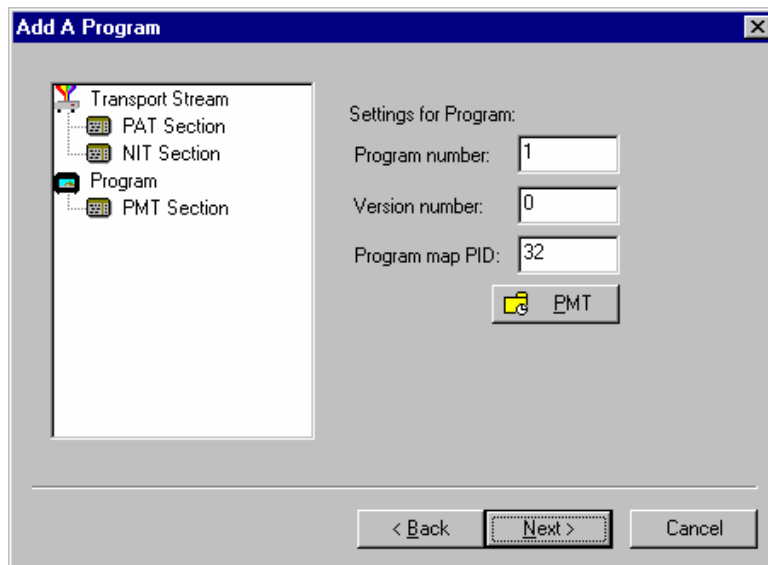 Add A Program
Transport Stream
PAT Section
NIT Section
Program
PMT Section
Settings for Program:
Program number: 1
Version number: 0
Program map PID: 32
PMT
< Back
Next >
Cancel